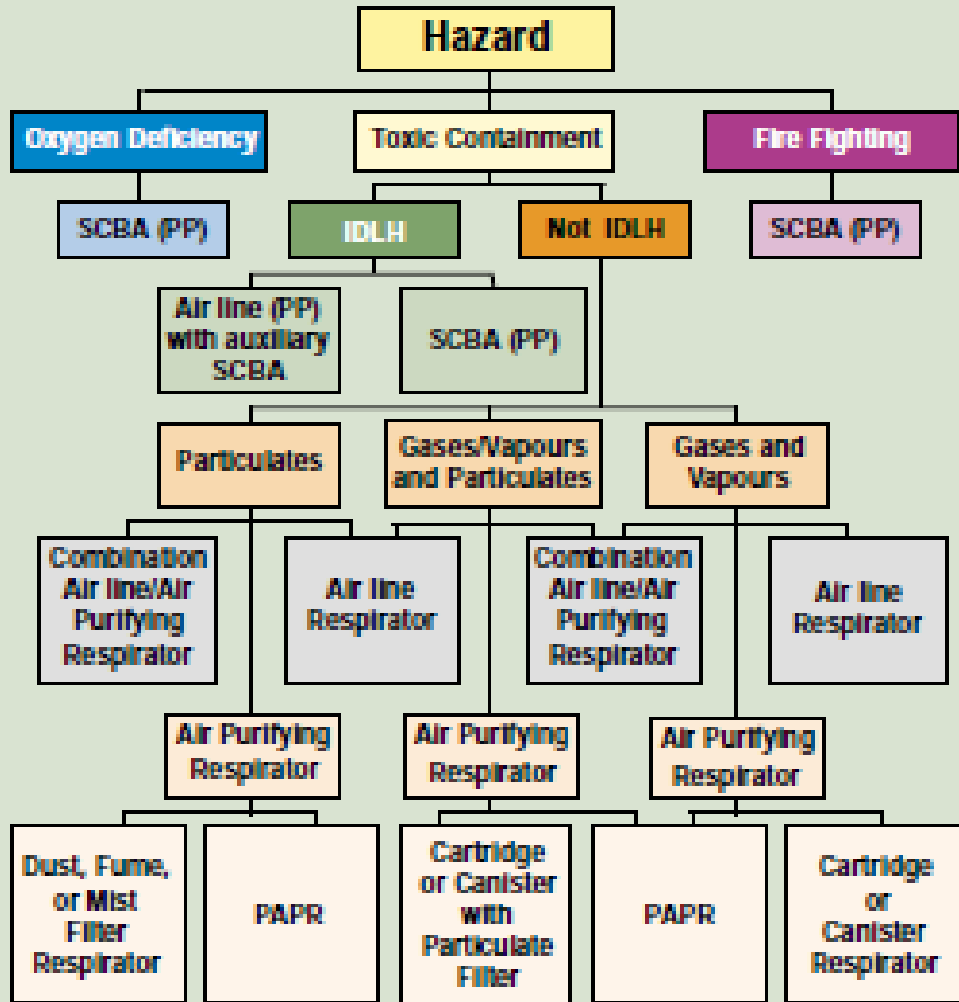 Hazard
Oxygen Deficiency
Toxic Containment
Fire Fighting
SCBA (PP)
IDLH
Not IDLH
SCBA (PP)
Air line (PP)
with auxiliary
SCBA
SCBA (PP)
Particulates
Gases/Vapours
and Particulates
Gases and
Vapours
Combination
Air line/Air
Purifying
Respirator
Air line
Respirator
Combination
Air line/Air
Purifying
Respirator
Air line
Respirator
Air Purifying
Respirator
Air Purifying
Respirator
Air Purifying
Respirator
Dust, Fume,
or Mist
Filter
Respirator
PAPR
Cartridge
or Canister
with
Particulate
Filter
PAPR
Cartridge
or
Canister
Respirator